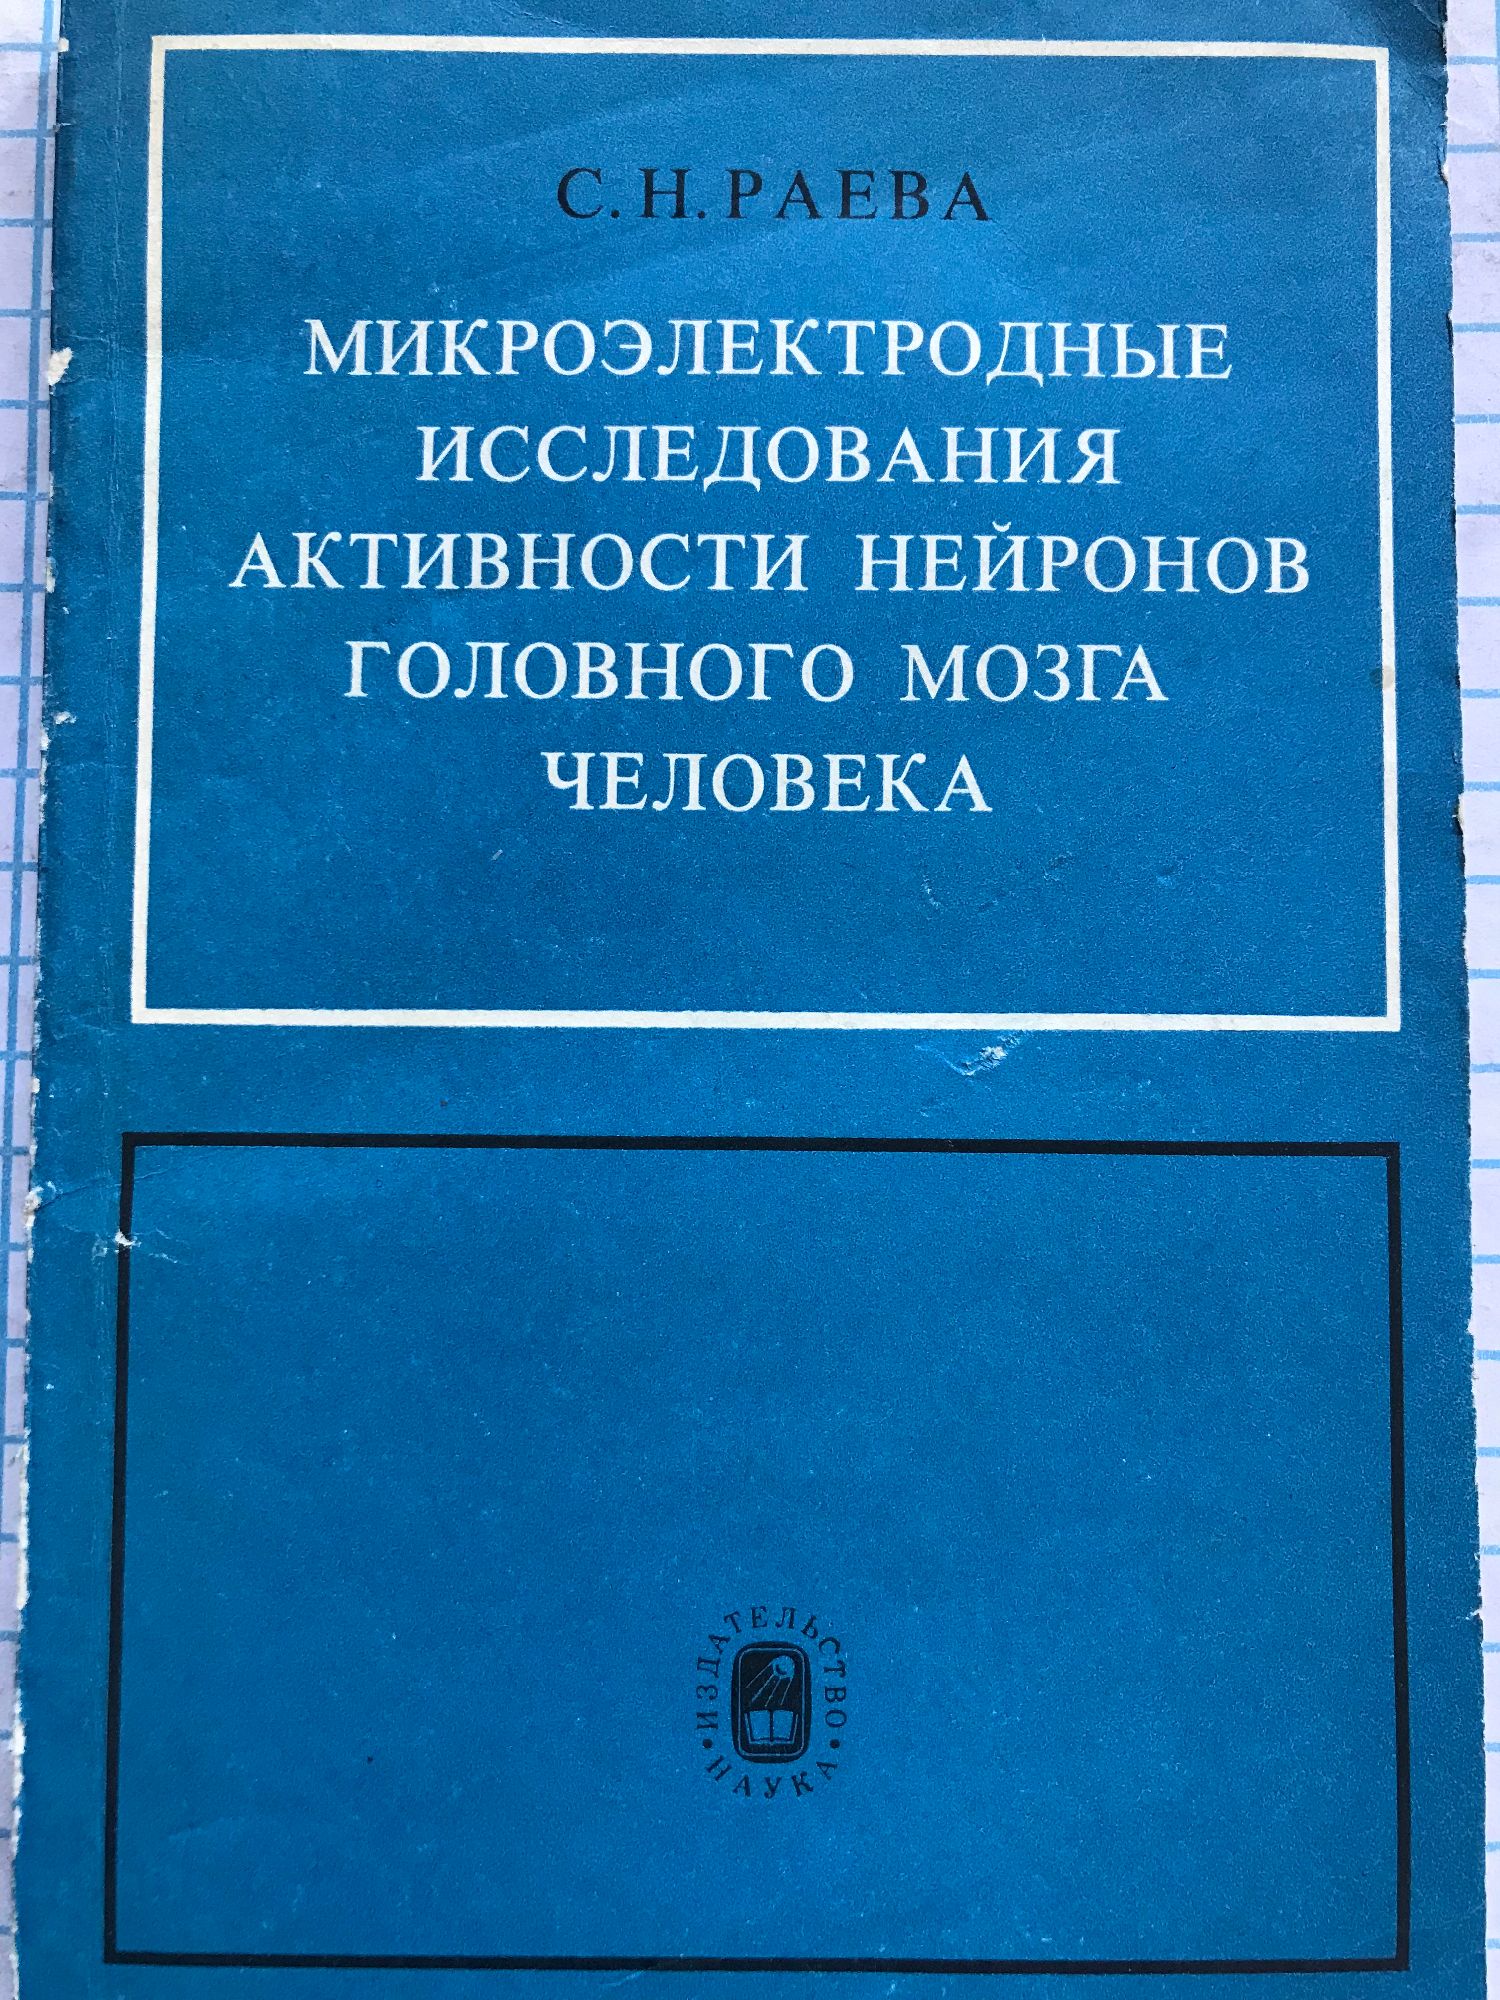 С. Н. РАЕВА
МИКРОЭЛЕКТРОДНЫЕ
ИССЛЕДОВАНИЯ
АКТИВНОСТИ НЕЙРОНОВ
ГОЛОВНОГО МОЗГА
ЧЕЛОВЕКА
ИЗДАТЕЛЬСТВО
• НАУКА •